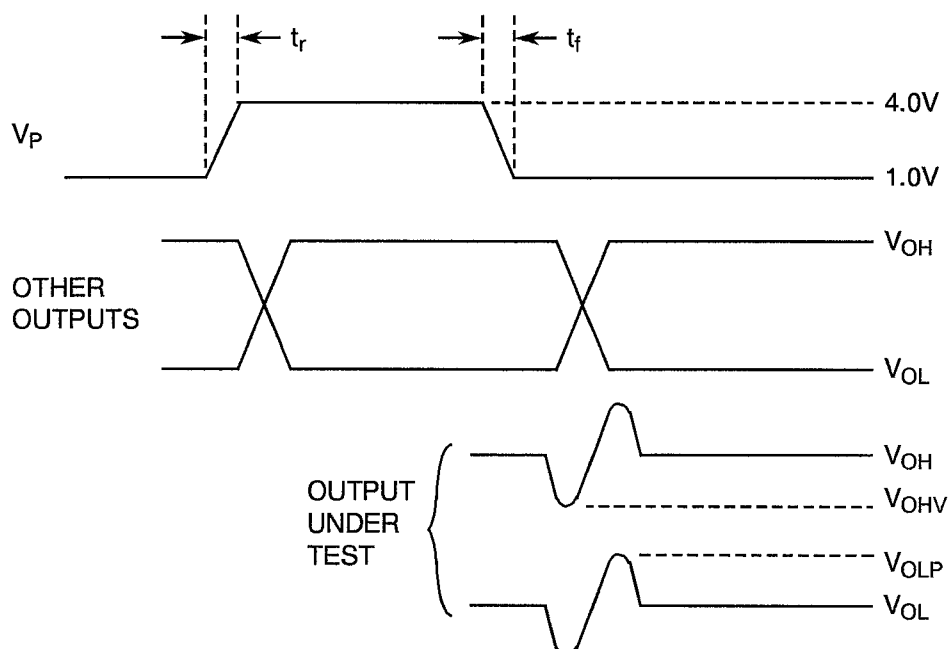 t_r
t_f
4.0V
V_P
1.0V
V_OH
OTHER
OUTPUTS
V_OL
V_OH
OUTPUT
UNDER
TEST
V_OHV
V_OLP
V_OL